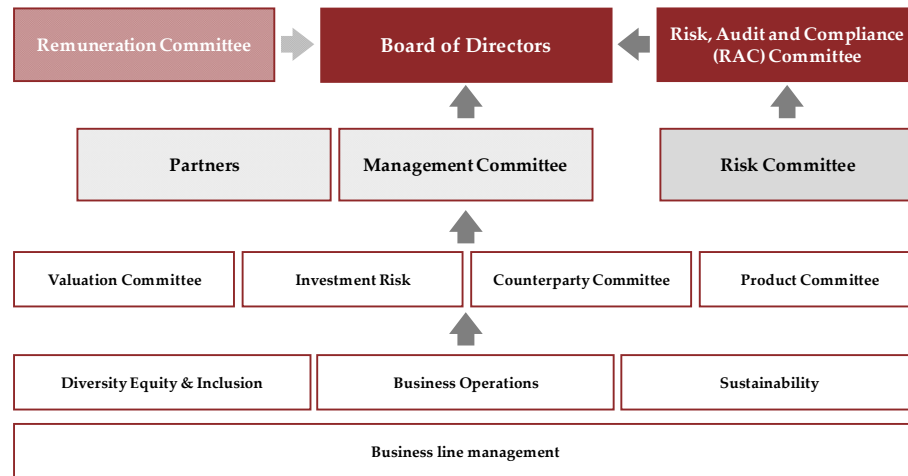 Remuneration Committee
Board of Directors
Risk, Audit and Compliance
(RAC) Committee
Partners
Management Committee
Risk Committee
Valuation Committee
Investment Risk
Counterparty Committee
Product Committee
Diversity Equity & Inclusion
Business Operations
Sustainability
Business line management